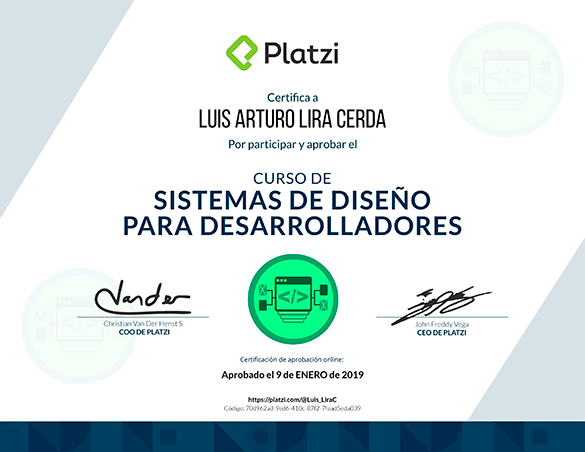 Platzi
Certifica a
LUIS ARTURO LIRA CERDA
Por participar y aprobar el
CURSO DE
SISTEMAS DE DISEÑO
PARA DESARROLLADORES
</>
Christian Van Der Henst S
COO DE PLATZI
John Freddy Vega
CEO DE PLATZI
Certificación de aprobación online:
Aprobado el 9 de ENERO de 2019
https://platzi.com/@Luis_LiraC
Código: